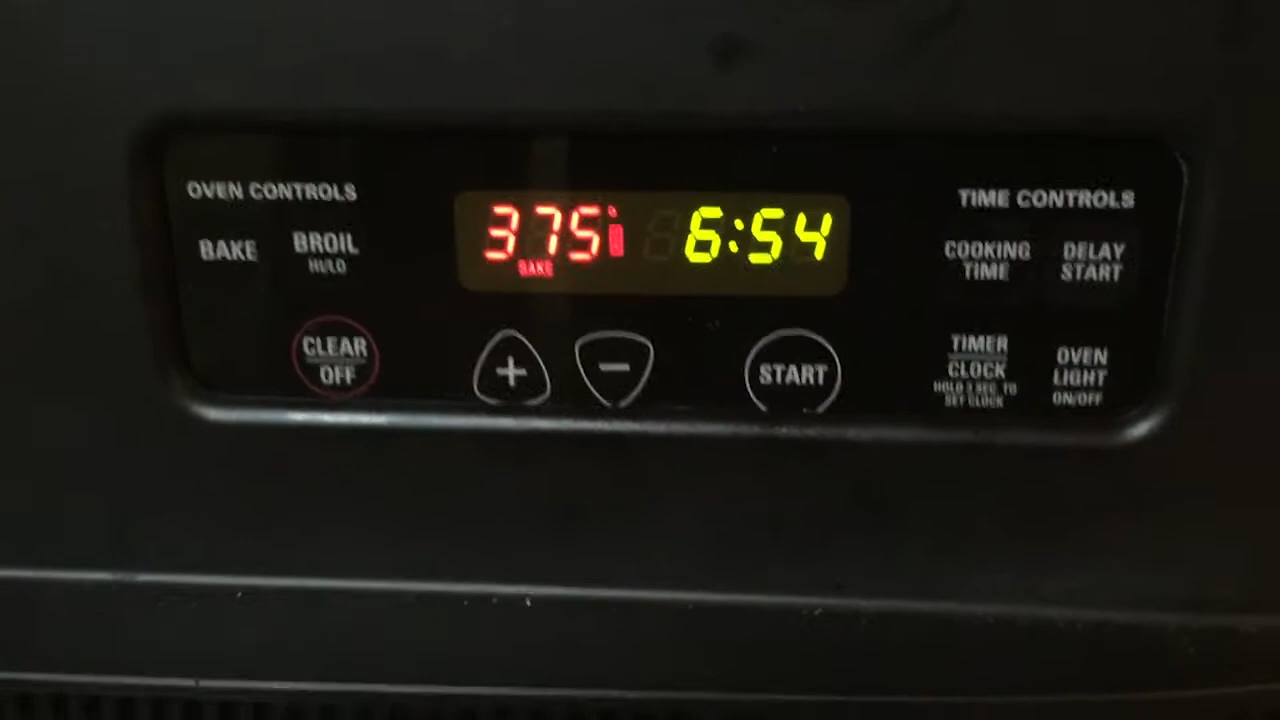 OVEN CONTROLS
BAKE
BROIL
HI/LO
CLEAR
OFF
375
BAKE
6:54
+
−
START
TIME CONTROLS
COOKING
TIME
DELAY
START
TIMER
CLOCK
HOLD 3 SEC. TO
SET CLOCK
OVEN
LIGHT
ON/OFF